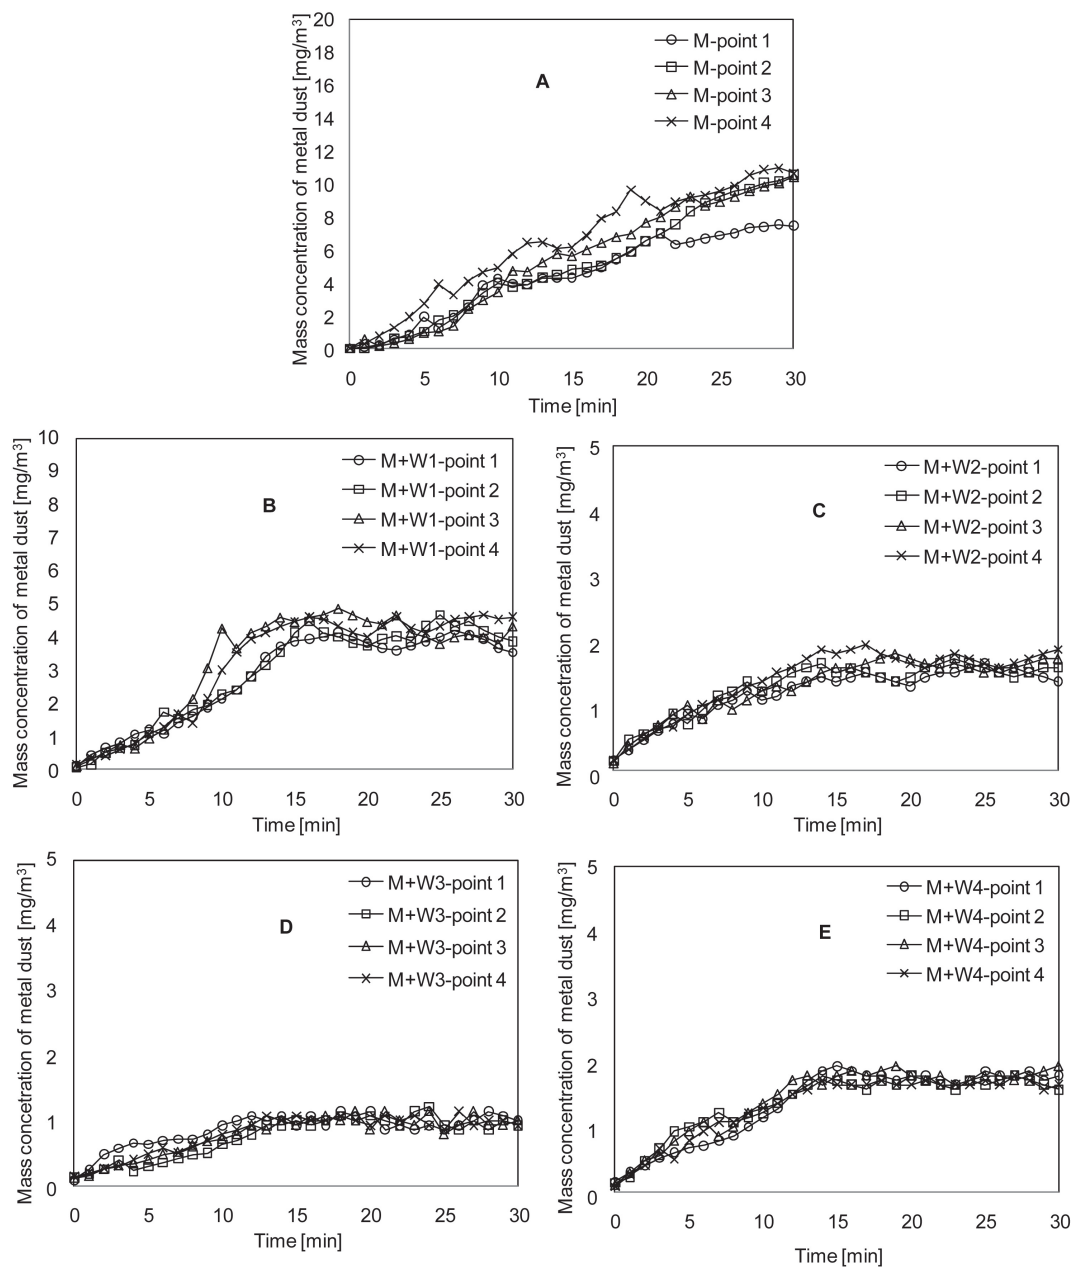 Mass concentration of metal dust [mg/m³]
20
18
16
14
12
10
8
6
4
2
0
A
M-point 1
M-point 2
M-point 3
M-point 4
0 5 10 15 20 25 30
Time [min]
Mass concetration of metal dust [mg/m³]
10
9
8
7
6
5
4
3
2
1
0
B
M+W1-point 1
M+W1-point 2
M+W1-point 3
M+W1-point 4
0 5 10 15 20 25 30
Time [min]
Mass concentration of metal dust [mg/m³]
5
4
3
2
1
0
C
M+W2-point 1
M+W2-point 2
M+W2-point 3
M+W2-point 4
0 5 10 15 20 25 30
Time [min]
Mass concetration of metal dust [mg/m³]
5
4
3
2
1
0
D
M+W3-point 1
M+W3-point 2
M+W3-point 3
M+W3-point 4
0 5 10 15 20 25 30
Time [min]
Mass concentration of metal dust [mg/m³]
5
4
3
2
1
0
E
M+W4-point 1
M+W4-point 2
M+W4-point 3
M+W4-point 4
0 5 10 15 20 25 30
Time [min]